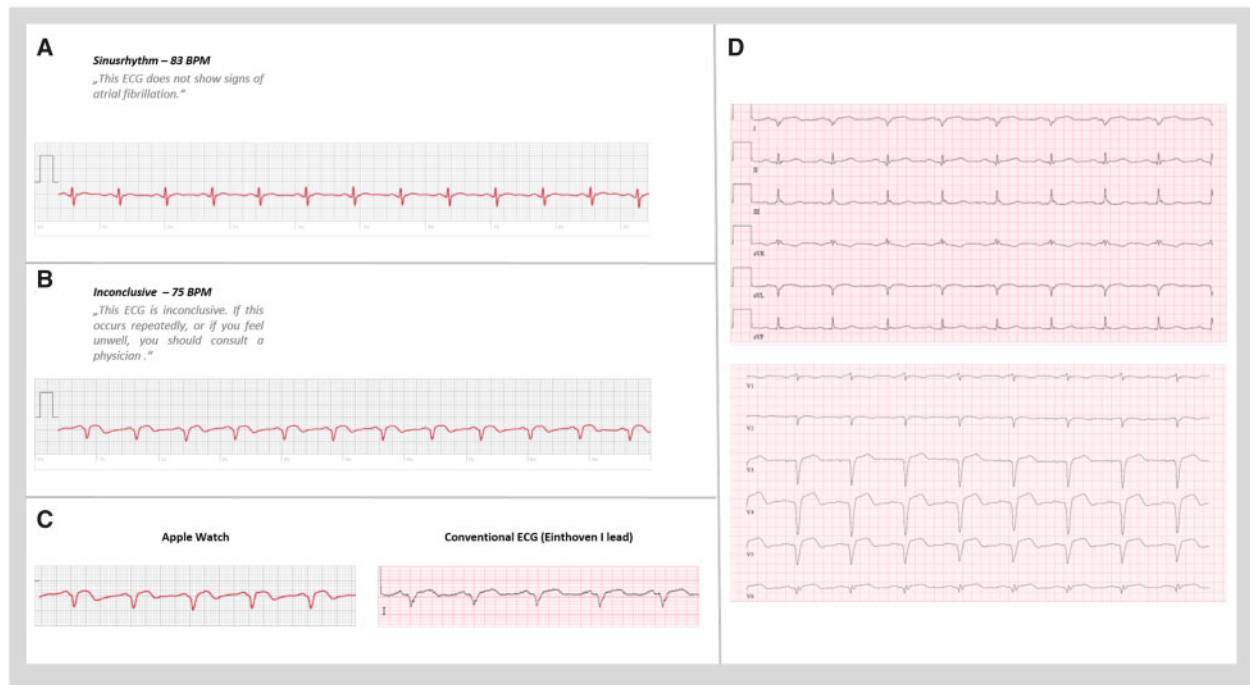 A
Sinusrhythm – 83 BPM
„This ECG does not show signs of
atrial fibrillation.“
B
Inconclusive – 75 BPM
„This ECG is inconclusive. If this
occurs repeatedly, or if you feel
unwell, you should consult a
physician .“
C
Apple Watch
Conventional ECG (Einthoven I lead)
I
D
I
II
III
aVR
aVL
aVF
V1
V2
V3
V4
V5
V6